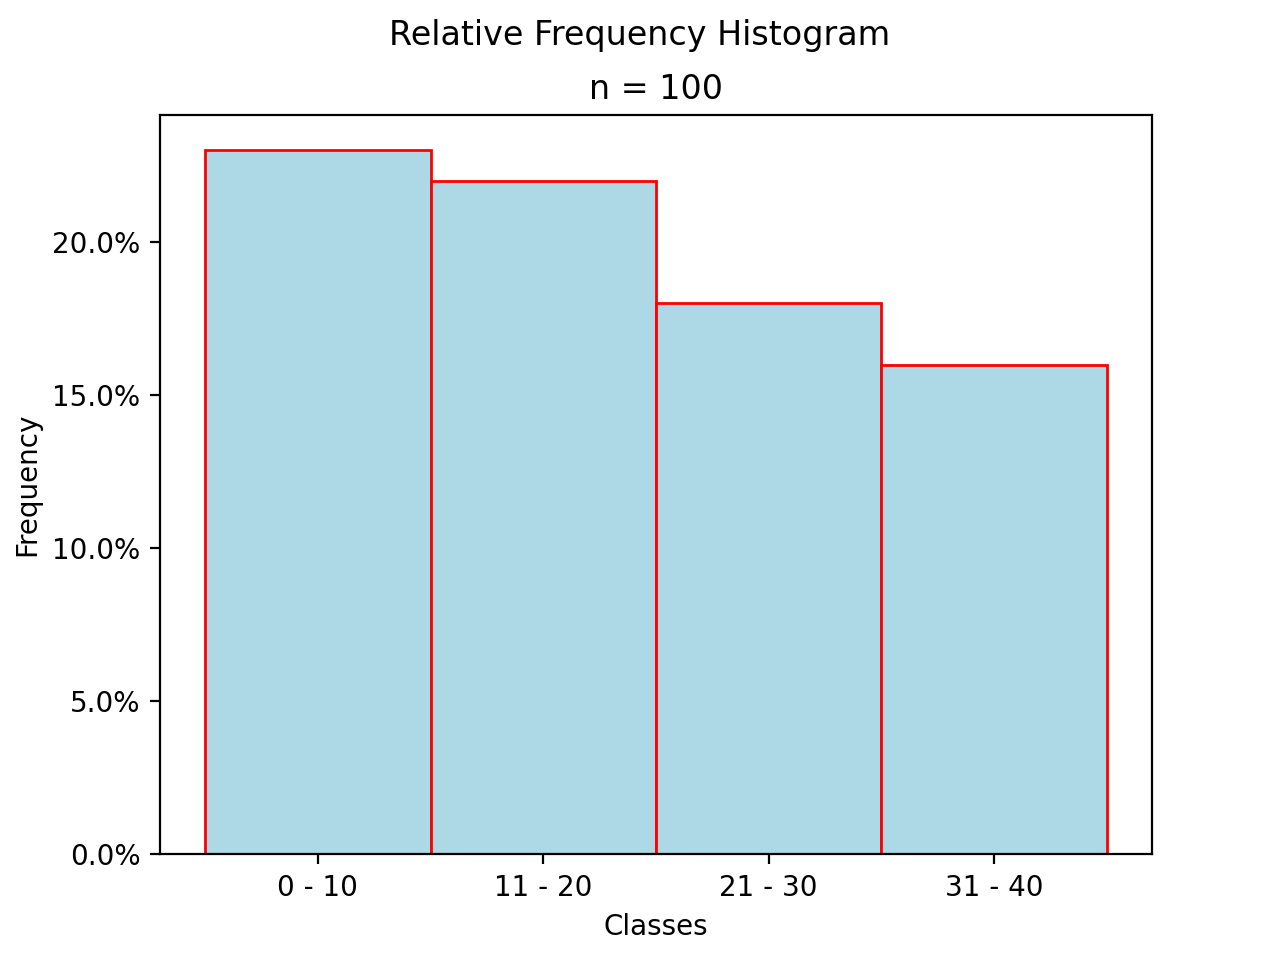 Relative Frequency Histogram
n = 100
20.0%
15.0%
10.0%
5.0%
0.0%
Frequency
0 - 10
11 - 20
21 - 30
31 - 40
Classes